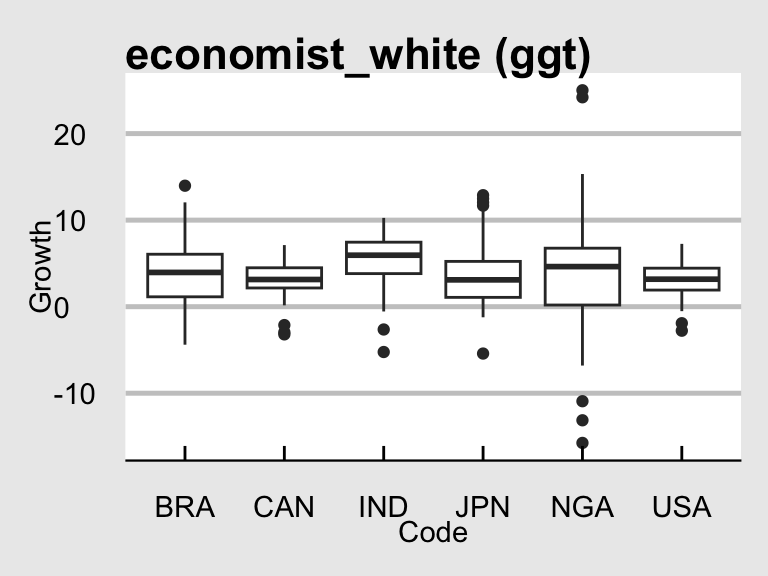 economist_white (ggt)
Growth
20
10
0
-10
BRA CAN IND JPN NGA USA
Code